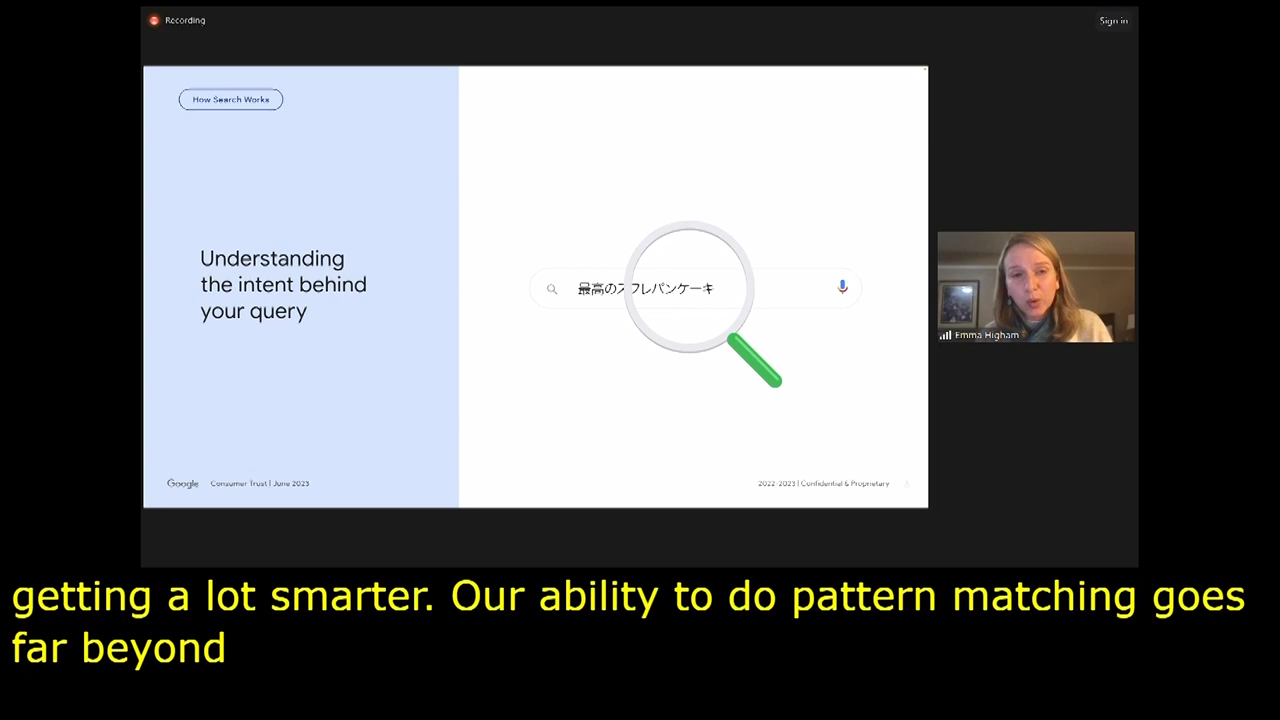 Recording
Sign in
How Search Works
Understanding
the intent behind
your query
最高のスフレパンケーキ
Emma Higham
Google Consumer Trust | June 2023
2022-2023 | Confidential & Proprietary
getting a lot smarter. Our ability to do pattern matching goes
far beyond